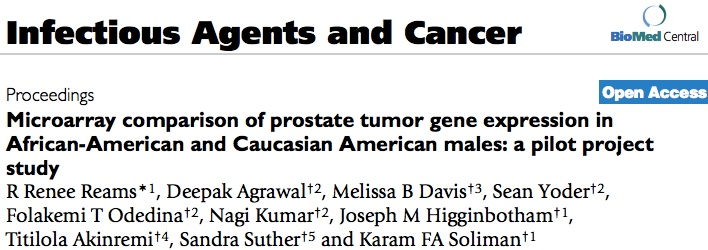 Infectious Agents and Cancer
BioMed Central
Proceedings
Open Access
Microarray comparison of prostate tumor gene expression in
African-American and Caucasian American males: a pilot project
study
R Renee Reams*1, Deepak Agrawal†2, Melissa B Davis†3, Sean Yoder†2,
Folakemi T Odedina†2, Nagi Kumar†2, Joseph M Higginbotham†1,
Titilola Akinremi†4, Sandra Suther†5 and Karam FA Soliman†1